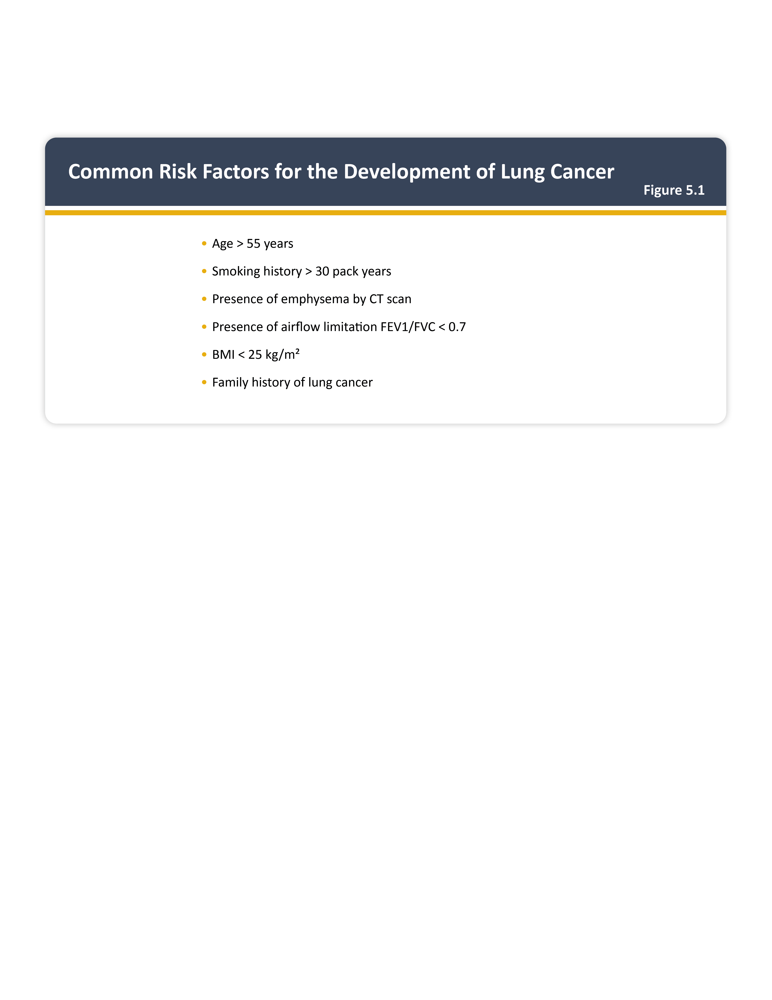 Common Risk Factors for the Development of Lung Cancer
Figure 5.1
• Age > 55 years
• Smoking history > 30 pack years
• Presence of emphysema by CT scan
• Presence of airflow limitation FEV1/FVC < 0.7
• BMI < 25 kg/m²
• Family history of lung cancer